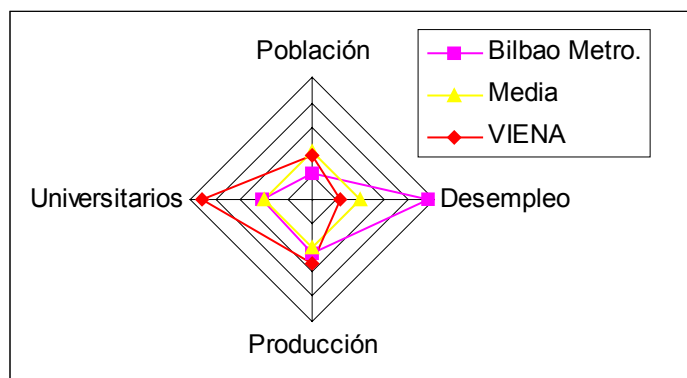 Población
Bilbao Metro.
Media
VIENA
Universitarios
Desempleo
Producción